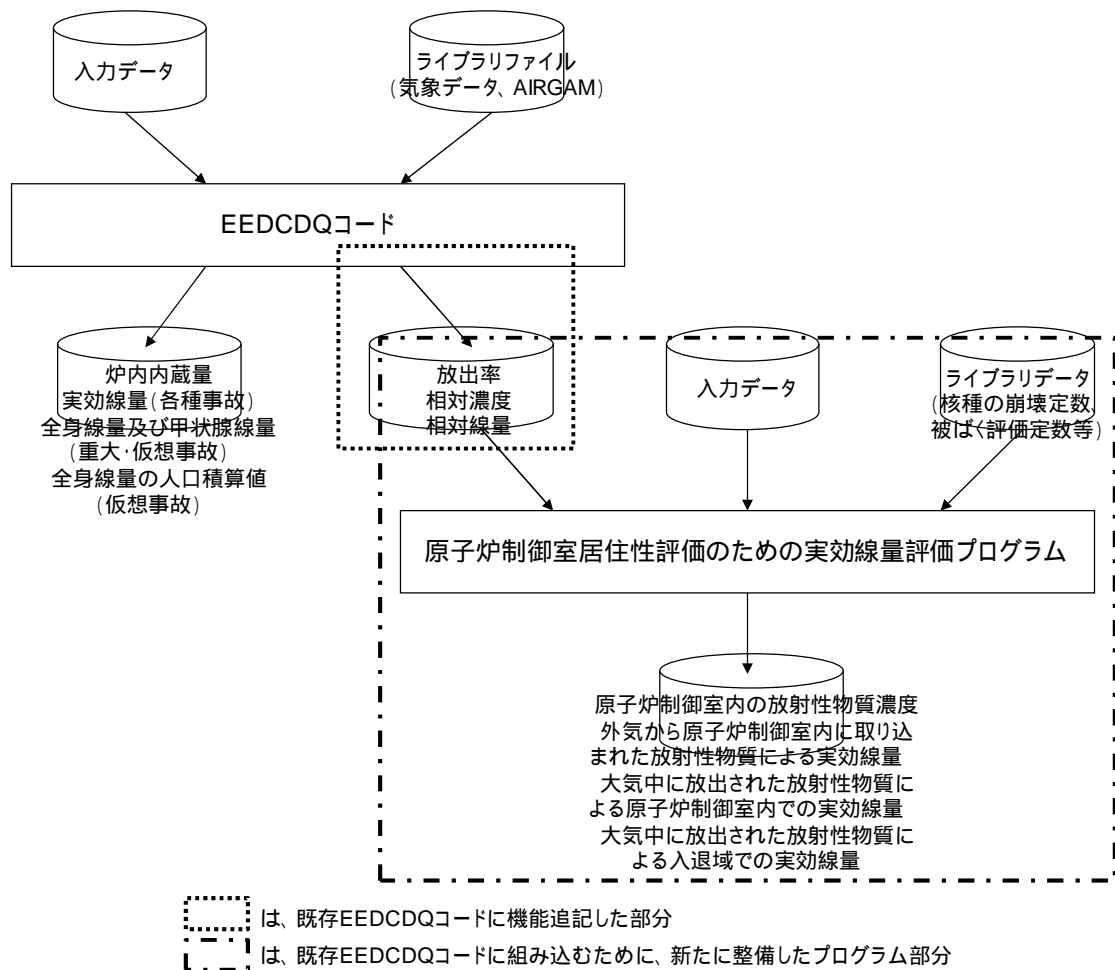 入力データ
ライブラリファイル
(気象データ、AIRGAM)
EEDCDQコード
炉内内蔵量
実効線量(各種事故)
全身線量及び甲状腺線量
(重大・仮想事故)
全身線量の人口積算値
(仮想事故)
放出率
相対濃度
相対線量
入力データ
ライブラリデータ
(核種の崩壊定数、
被ばく評価定数等)
原子炉制御室居住性評価のための実効線量評価プログラム
原子炉制御室内の放射性物質濃度
外気から原子炉制御室内に取り込
まれた放射性物質による実効線量
大気中に放出された放射性物質に
よる原子炉制御室内での実効線量
大気中に放出された放射性物質に
よる入退域での実効線量
は、既存EEDCDQコードに機能追記した部分
は、既存EEDCDQコードに組み込むために、新たに整備したプログラム部分